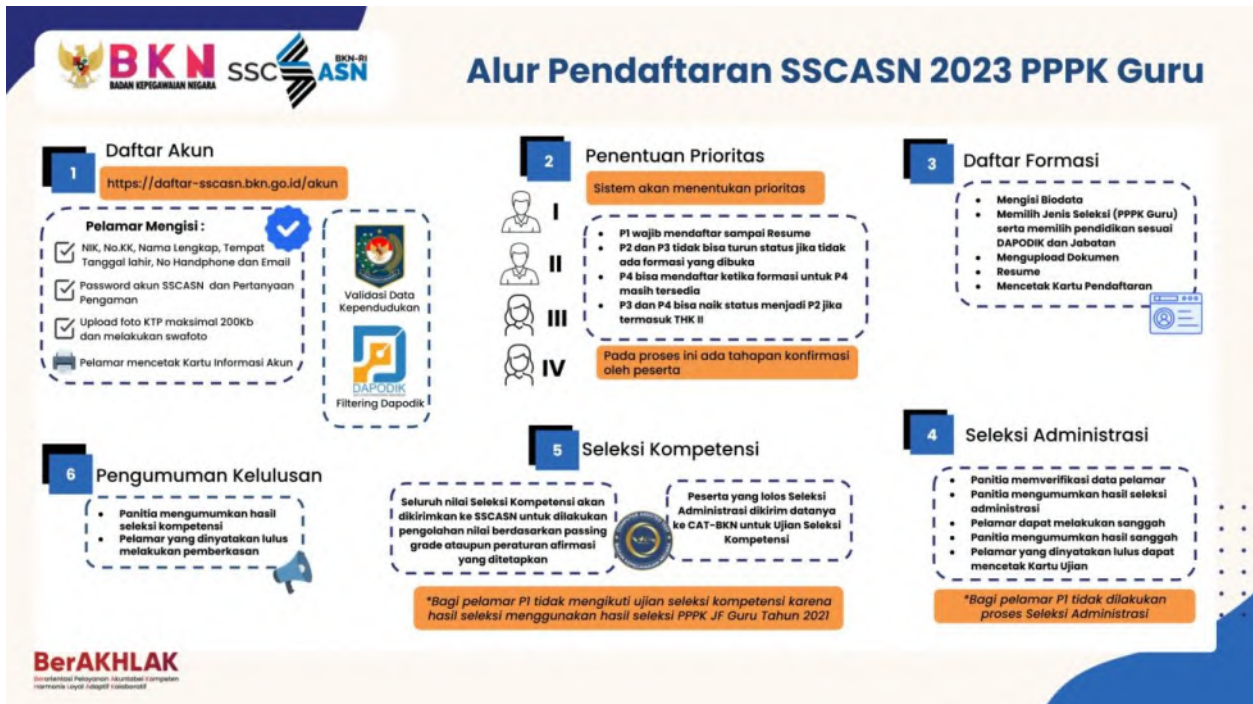 BKN
BADAN KEPEGAWAIAN NEGARA
SSC
BKN-RI
ASN
Alur Pendaftaran SSCASN 2023 PPPK Guru
1
Daftar Akun
https://daftar-sscasn.bkn.go.id/akun
Pelamar Mengisi :
NIK, No.KK, Nama Lengkap, Tempat
Tanggal lahir, No Handphone dan Email
Password akun SSCASN dan Pertanyaan
Pengaman
Upload foto KTP maksimal 200Kb
dan melakukan swafoto
Pelamar mencetak Kartu Informasi Akun
Validasi Data
Kependudukan
DAPODIK
Filtering Dapodik
2
Penentuan Prioritas
Sistem akan menentukan prioritas
I
II
III
IV
• P1 wajib mendaftar sampai Resume
• P2 dan P3 tidak bisa turun status jika tidak
ada formasi yang dibuka
• P4 bisa mendaftar ketika formasi untuk P4
masih tersedia
• P3 dan P4 bisa naik status menjadi P2 jika
termasuk THK II
Pada proses ini ada tahapan konfirmasi
oleh peserta
3
Daftar Formasi
• Mengisi Biodata
• Memilih Jenis Seleksi (PPPK Guru)
serta memilih pendidikan sesuai
DAPODIK dan Jabatan
• Mengupload Dokumen
• Resume
• Mencetak Kartu Pendaftaran
4
Seleksi Administrasi
• Panitia memverifikasi data pelamar
• Panitia mengumumkan hasil seleksi
administrasi
• Pelamar dapat melakukan sanggah
• Panitia mengumumkan hasil sanggah
• Pelamar yang dinyatakan lulus dapat
mencetak Kartu Ujian
*Bagi pelamar P1 tidak dilakukan
proses Seleksi Administrasi
5
Seleksi Kompetensi
Peserta yang lolos Seleksi
Administrasi dikirim datanya
ke CAT-BKN untuk Ujian Seleksi
Kompetensi
Seluruh nilai Seleksi Kompetensi akan
dikirimkan ke SSCASN untuk dilakukan
pengolahan nilai berdasarkan passing
grade ataupun peraturan afirmasi
yang ditetapkan
*Bagi pelamar P1 tidak mengikuti ujian seleksi kompetensi karena
hasil seleksi menggunakan hasil seleksi PPPK JF Guru Tahun 2021
6
Pengumuman Kelulusan
• Panitia mengumumkan hasil
seleksi kompetensi
• Pelamar yang dinyatakan lulus
melakukan pemberkasan
BerAKHLAK
Berorientasi Pelayanan Akuntabel Kompeten
Harmonis Loyal Adaptif Kolaboratif